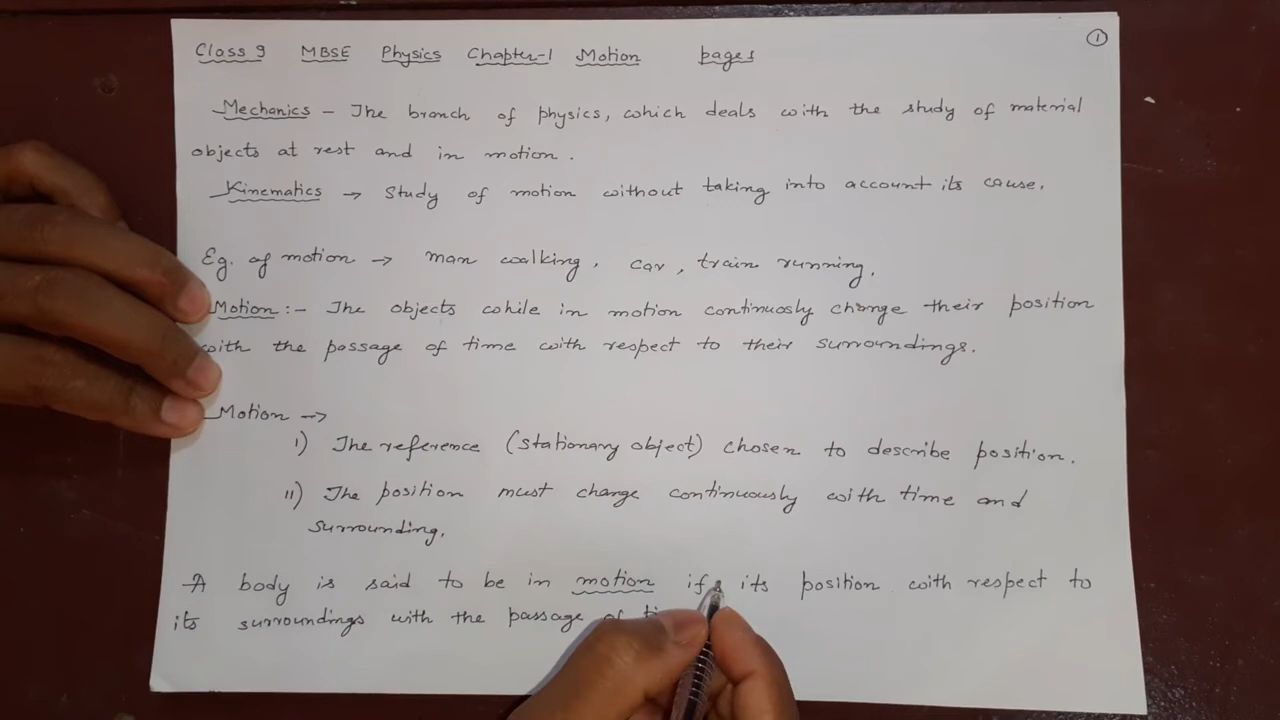 Class 9 MBSE Physics Chapter-1 Motion pages
1
Mechanics – The branch of physics, which deals with the study of material
objects at rest and in motion.
Kinematics → Study of motion without taking into account its cause.
Eg. of motion → man walking, car, train running.
Motion :- The objects while in motion continuosly change their position
with the passage of time with respect to their surroundings.
Motion →
i) The reference (stationary object) chosen to describe position.
ii) The position must change continuously with time and
surrounding.
A body is said to be in motion if its position with respect to
its surroundings with the passage of